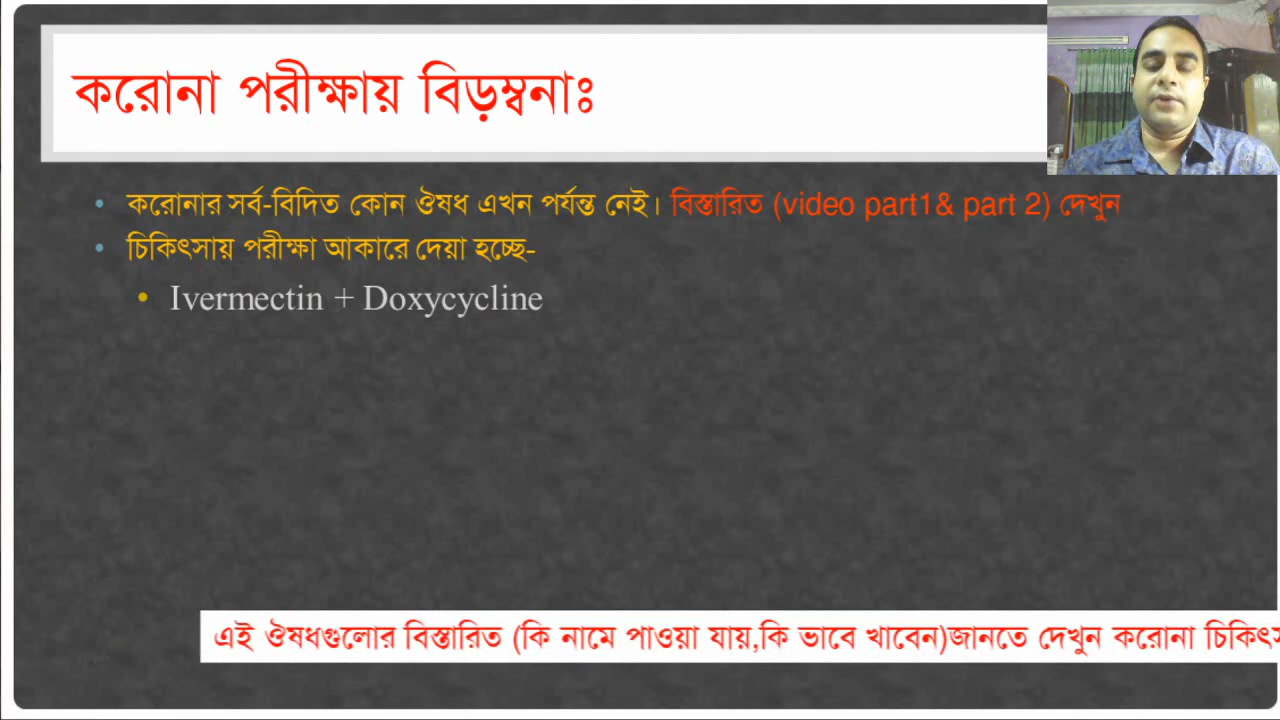 করোনা পরীক্ষায় বিড়ম্বনাঃ
করোনার সর্ব-বিদিত কোন ঔষধ এখন পর্যন্ত নেই। বিস্তারিত (video part1& part 2) দেখুন
চিকিৎসায় পরীক্ষা আকারে দেয়া হচ্ছে-
Ivermectin + Doxycycline
এই ঔষধগুলোর বিস্তারিত (কি নামে পাওয়া যায়,কি ভাবে খাবেন)জানতে দেখুন করোনা